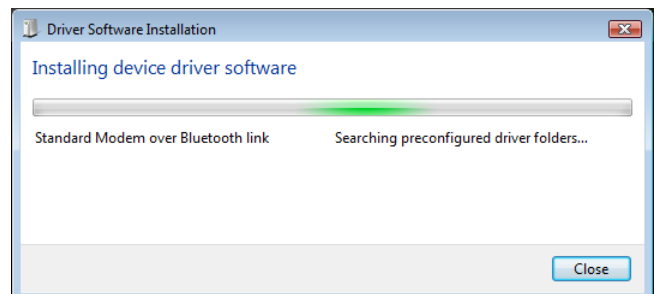 Driver Software Installation
Installing device driver software
Standard Modem over Bluetooth link Searching preconfigured driver folders...
Close